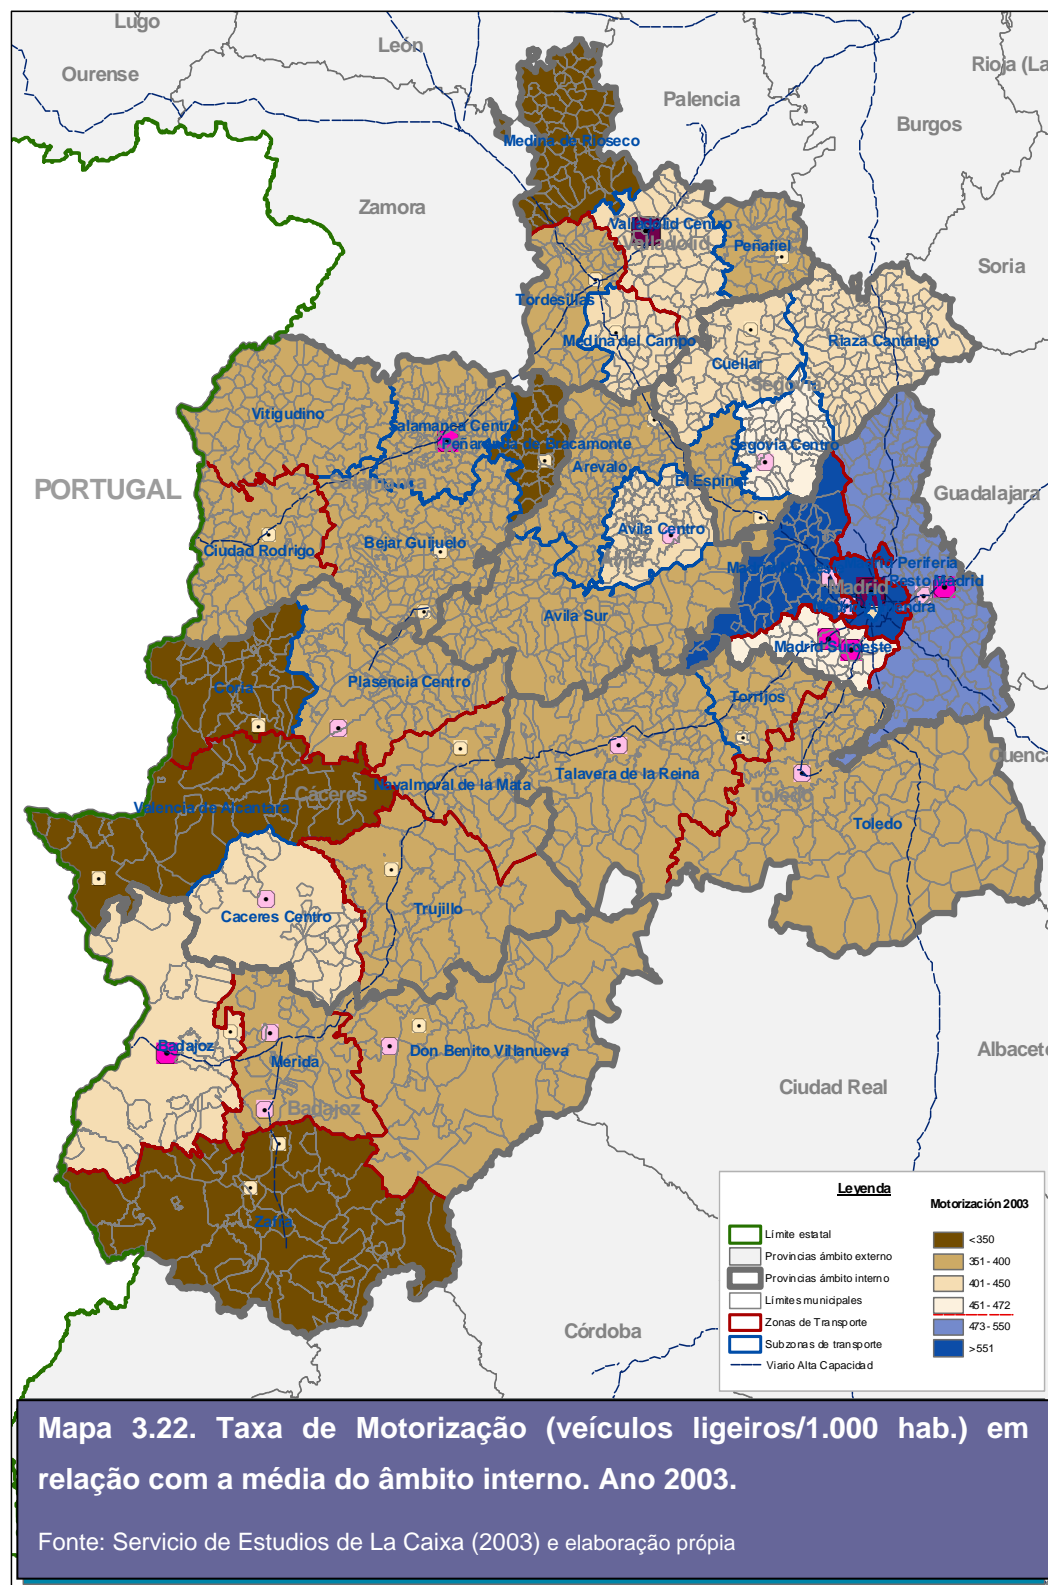 Lugo
León
Ourense
Rioja (La
Palencia
Burgos
Medina de Rioseco
Zamora
Valladolid Centro
Valladolid
Peñafiel
Soria
Tordesillas
Medina del Campo
Riaza Cantalejo
Cuellar
Segovia
Vitigudino
Salamanca Centro
Peñaranda de Bracamonte
Segovia Centro
Arevalo
El Espinar
PORTUGAL
Salamanca
Guadalajara
Avila Centro
Ciudad Rodrigo
Bejar Guijuelo
Avila
Periferia
Resto Madrid
Madrid
Avila Sur
Madrid Suroeste
Coria
Plasencia Centro
Torrijos
Cuenca
Talavera de la Reina
Navalmoral de la Mata
Cáceres
Toledo
Valencia de Alcantara
Toledo
Caceres Centro
Trujillo
Badajoz
Merida
Don Benito Villanueva
Albacete
Ciudad Real
Badajoz
Zafra
Córdoba
Leyenda
Motorización 2003
Límite estatal
Provincias ámbito externo
Provincias ámbito interno
Límites municipales
Zonas de Transporte
Subzonas de transporte
Viario Alta Capacidad
<350
351 - 400
401 - 450
451 - 472
473 - 550
>551
Mapa 3.22. Taxa de Motorização (veículos ligeiros/1.000 hab.) em
relação com a média do âmbito interno. Ano 2003.
Fonte: Servicio de Estudios de La Caixa (2003) e elaboração própia